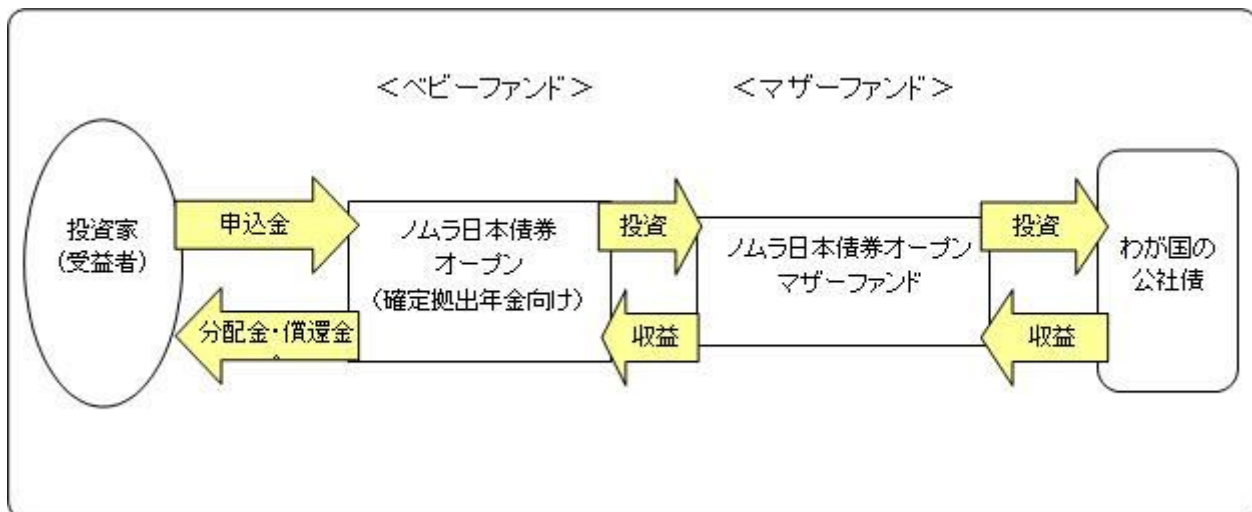 ＜ベビーファンド＞
＜マザーファンド＞
投資家
（受益者）
申込金
分配金・償還金
ノムラ日本債券
オープン
（確定拠出年金向け）
投資
収益
ノムラ日本債券オープン
マザーファンド
投資
収益
わが国の
公社債